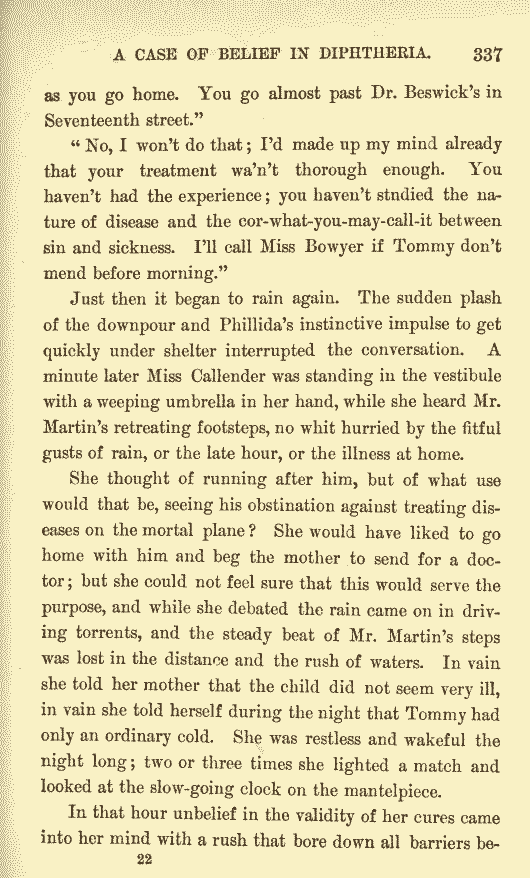 A CASE OF BELIEF IN DIPHTHERIA. 337
as you go home. You go almost past Dr. Beswick's in
Seventeenth street."
"No, I won't do that; I'd made up my mind already
that your treatment wa'n't thorough enough. You
haven't had the experience; you haven't stndied the na-
ture of disease and the cor-what-you-may-call-it between
sin and sickness. I'll call Miss Bowyer if Tommy don't
mend before morning."
Just then it began to rain again. The sudden plash
of the downpour and Phillida's instinctive impulse to get
quickly under shelter interrupted the conversation. A
minute later Miss Callender was standing in the vestibule
with a weeping umbrella in her hand, while she heard Mr.
Martin's retreating footsteps, no whit hurried by the fitful
gusts of rain, or the late hour, or the illness at home.
She thought of running after him, but of what use
would that be, seeing his obstination against treating dis-
eases on the mortal plane? She would have liked to go
home with him and beg the mother to send for a doc-
tor; but she could not feel sure that this would serve the
purpose, and while she debated the rain came on in driv-
ing torrents, and the steady beat of Mr. Martin's steps
was lost in the distance and the rush of waters. In vain
she told her mother that the child did not seem very ill,
in vain she told herself during the night that Tommy had
only an ordinary cold. She was restless and wakeful the
night long; two or three times she lighted a match and
looked at the slow-going clock on the mantelpiece.
In that hour unbelief in the validity of her cures came
into her mind with a rush that bore down all barriers be-
22